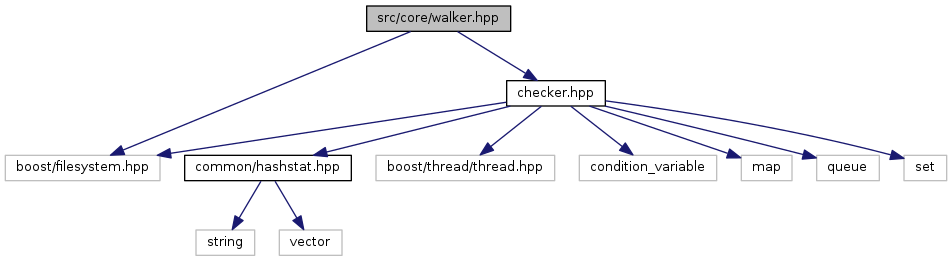 src/core/walker.hpp
checker.hpp
boost/filesystem.hpp
common/hashstat.hpp
boost/thread/thread.hpp
condition_variable
map
queue
set
string
vector